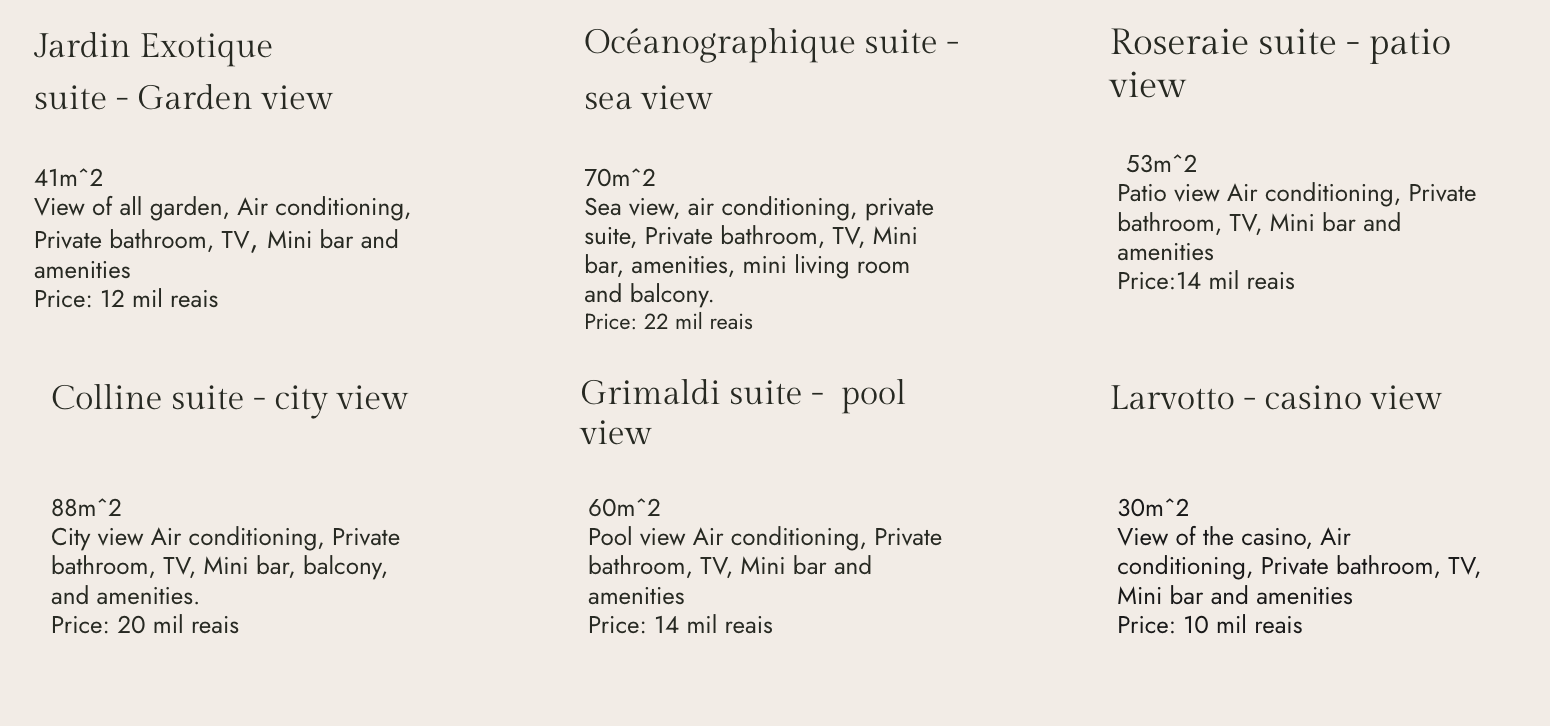 Jardin Exotique
suite - Garden view
41m^2
View of all garden, Air conditioning,
Private bathroom, TV, Mini bar and
amenities
Price: 12 mil reais
Océanographique suite -
sea view
70m^2
Sea view, air conditioning, private
suite, Private bathroom, TV, Mini
bar, amenities, mini living room
and balcony.
Price: 22 mil reais
Roseraie suite - patio
view
53m^2
Patio view Air conditioning, Private
bathroom, TV, Mini bar and
amenities
Price:14 mil reais
Colline suite - city view
88m^2
City view Air conditioning, Private
bathroom, TV, Mini bar, balcony,
and amenities.
Price: 20 mil reais
Grimaldi suite - pool
view
60m^2
Pool view Air conditioning, Private
bathroom, TV, Mini bar and
amenities
Price: 14 mil reais
Larvotto - casino view
30m^2
View of the casino, Air
conditioning, Private bathroom, TV,
Mini bar and amenities
Price: 10 mil reais